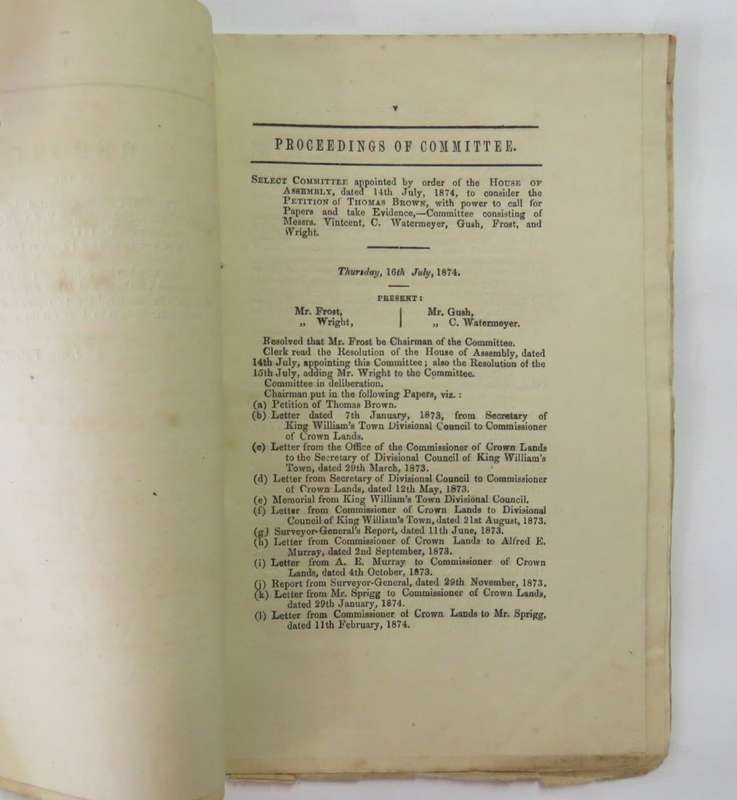 v
PROCEEDINGS OF COMMITTEE.
SELECT COMMITTEE appointed by order of the HOUSE OF
ASSEMBLY, dated 14th July, 1874, to consider the
PETITION of THOMAS BROWN, with power to call for
Papers and take Evidence,—Committee consisting of
Messrs. Vintcent, C. Watermeyer, Gush, Frost, and
Wright.
Thursday, 16th July, 1874.
PRESENT:
Mr. Frost, | Mr. Gush,
„ Wright, | „ C. Watermeyer.
Resolved that Mr. Frost be Chairman of the Committee.
Clerk read the Resolution of the House of Assembly, dated
14th July, appointing this Committee; also the Resolution of the
15th July, adding Mr. Wright to the Committee.
Committee in deliberation.
Chairman put in the following Papers, viz.:
(a) Petition of Thomas Brown.
(b) Letter dated 7th January, 1873, from Secretary of
King William's Town Divisional Council to Commissioner
of Crown Lands.
(c) Letter from the Office of the Commissioner of Crown Lands
to the Secretary of Divisional Council of King William's
Town, dated 29th March, 1873.
(d) Letter from Secretary of Divisional Council to Commissioner
of Crown Lands, dated 12th May, 1873.
(e) Memorial from King William's Town Divisional Council.
(f) Letter from Commissioner of Crown Lands to Divisional
Council of King William's Town, dated 21st August, 1873.
(g) Surveyor-General's Report, dated 11th June, 1873.
(h) Letter from Commissioner of Crown Lands to Alfred E.
Murray, dated 2nd September, 1873.
(i) Letter from A. E. Murray to Commissioner of Crown
Lands, dated 4th October, 1873.
(j) Report from Surveyor-General, dated 29th November, 1873.
(k) Letter from Mr. Sprigg to Commissioner of Crown Lands,
dated 29th January, 1874.
(l) Letter from Commissioner of Crown Lands to Mr. Sprigg,
dated 11th February, 1874.